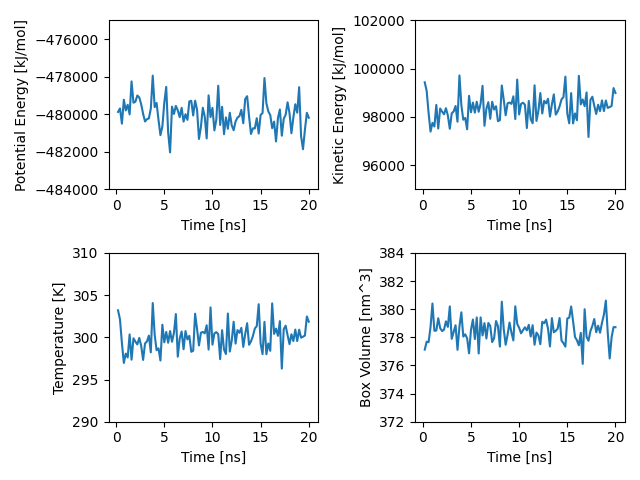 Potential Energy [kJ/mol]
−476000
−478000
−480000
−482000
−484000
0 5 10 15 20
Time [ns]
Kinetic Energy [kJ/mol]
102000
100000
98000
96000
0 5 10 15 20
Time [ns]
Temperature [K]
310
305
300
295
290
0 5 10 15 20
Time [ns]
Box Volume [nm^3]
384
382
380
378
376
374
372
0 5 10 15 20
Time [ns]